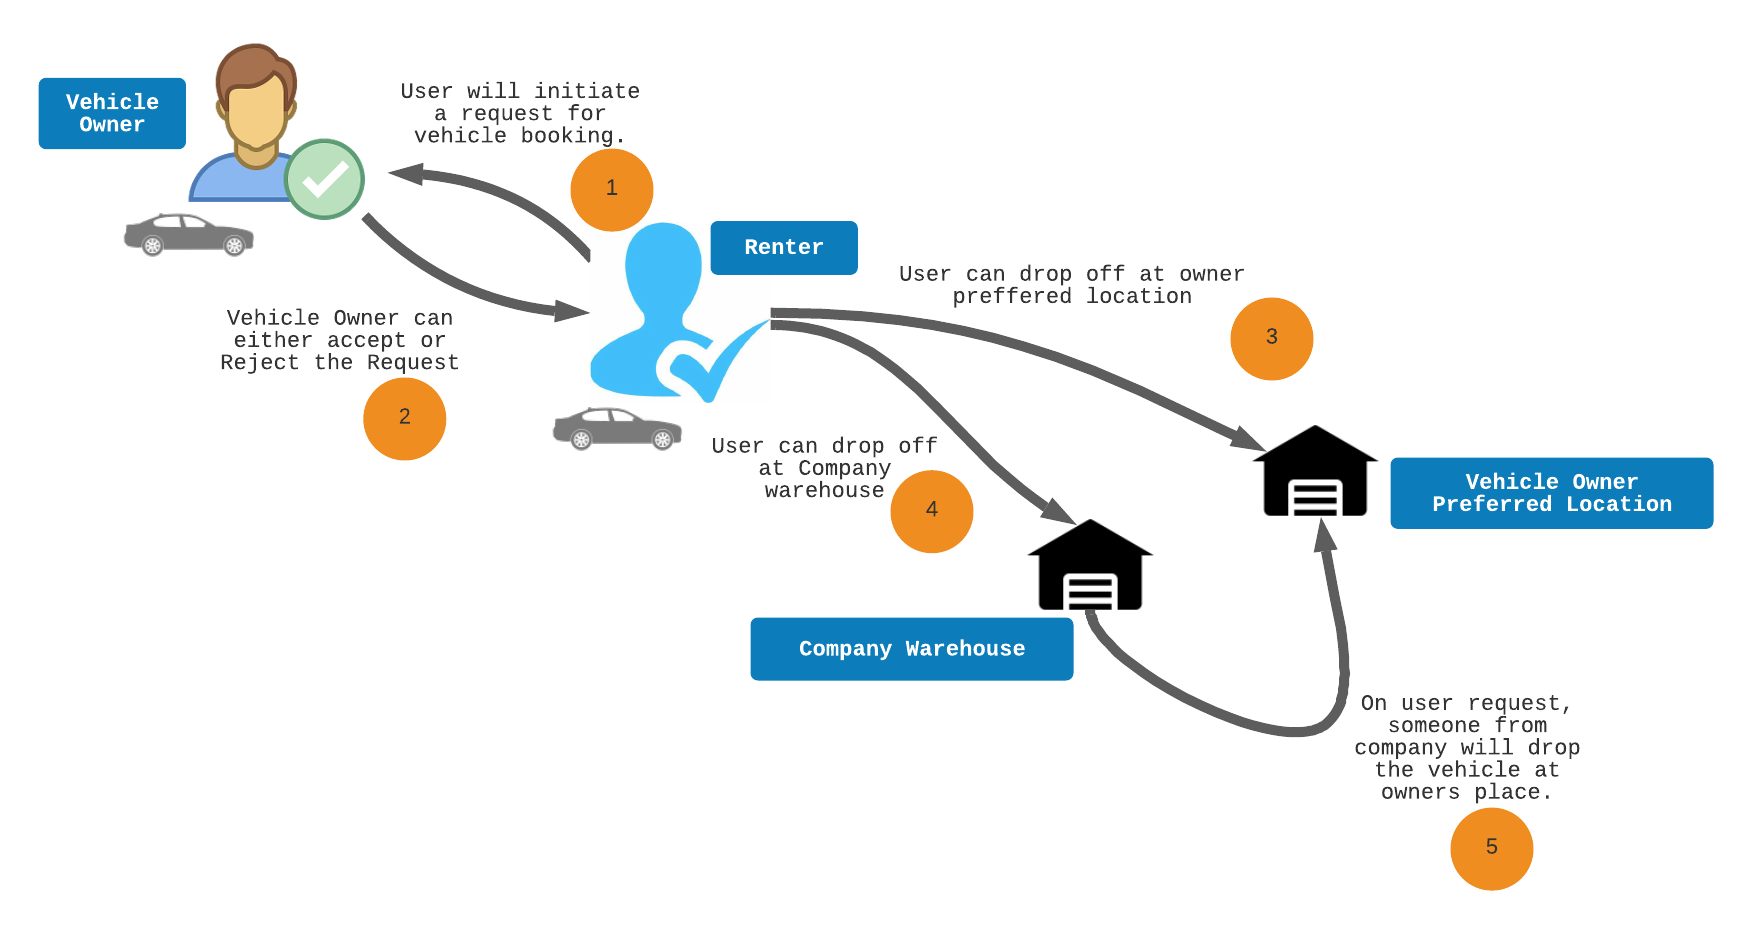 Vehicle
Owner
User will initiate
a request for
vehicle booking.
1
Renter
Vehicle Owner can
either accept or
Reject the Request
2
User can drop off at owner
preffered location
3
User can drop off
at Company
warehouse
4
Vehicle Owner
Preferred Location
Company Warehouse
On user request,
someone from
company will drop
the vehicle at
owners place.
5